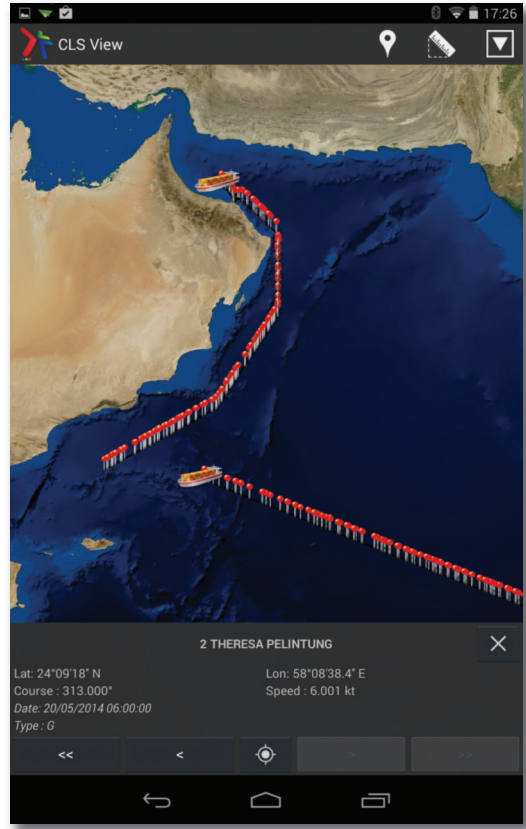 17:26
CLS View
2 THERESA PELINTUNG
Lat: 24°09'18" N
Lon: 58°08'38.4" E
Course : 313.000°
Speed : 6.001 kt
Date: 20/05/2014 06:00:00
Type : G
<<
<
>
>>